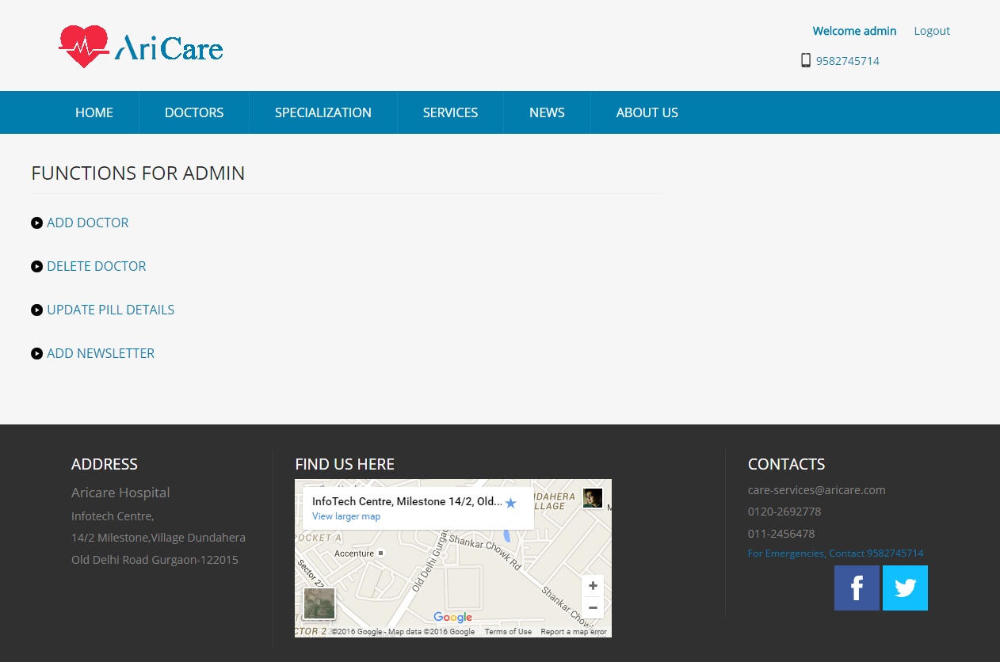 AriCare
Welcome admin Logout
9582745714
HOME DOCTORS SPECIALIZATION SERVICES NEWS ABOUT US
FUNCTIONS FOR ADMIN
ADD DOCTOR
DELETE DOCTOR
UPDATE PILL DETAILS
ADD NEWSLETTER
ADDRESS
Aricare Hospital
Infotech Centre,
14/2 Milestone,Village Dundahera
Old Delhi Road Gurgaon-122015
FIND US HERE
InfoTech Centre, Milestone 14/2, Old...
View larger map
NDAHERA
LLAGE
M
POCKET A
Accenture
Shankar Chowk Rd
Old Delhi Gurgao
Sector 22
Shankar Chowk
CTOR 2
Google
©2016 Google - Map data ©2016 Google Terms of Use Report a map error
CONTACTS
care-services@aricare.com
0120-2692778
011-2456478
For Emergencies, Contact 9582745714